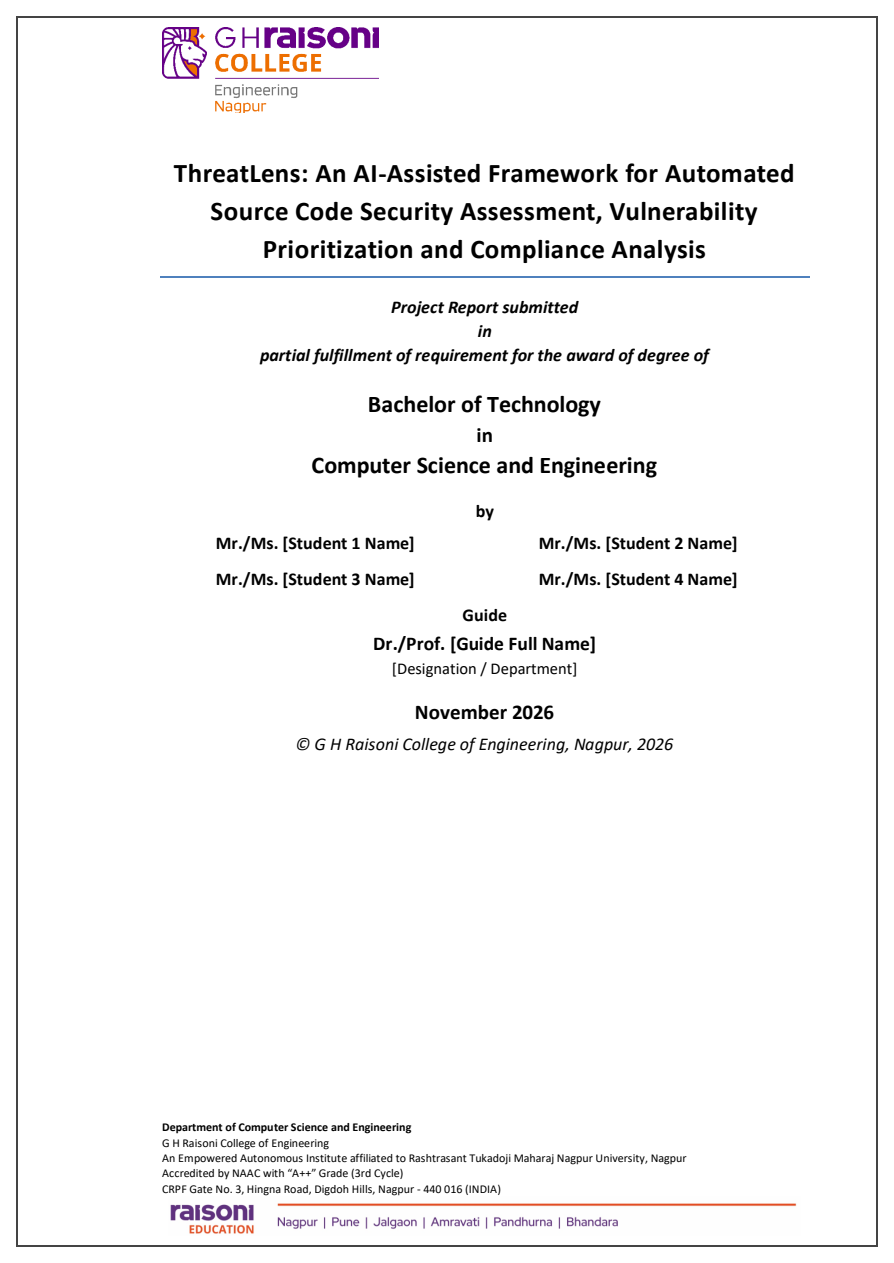 GHraisoni
COLLEGE
Engineering
Nagpur
ThreatLens: An AI-Assisted Framework for Automated
Source Code Security Assessment, Vulnerability
Prioritization and Compliance Analysis
Project Report submitted
in
partial fulfillment of requirement for the award of degree of
Bachelor of Technology
in
Computer Science and Engineering
by
Mr./Ms. [Student 1 Name] Mr./Ms. [Student 2 Name]
Mr./Ms. [Student 3 Name] Mr./Ms. [Student 4 Name]
Guide
Dr./Prof. [Guide Full Name]
[Designation / Department]
November 2026
© G H Raisoni College of Engineering, Nagpur, 2026
Department of Computer Science and Engineering
G H Raisoni College of Engineering
An Empowered Autonomous Institute affiliated to Rashtrasant Tukadoji Maharaj Nagpur University, Nagpur
Accredited by NAAC with “A++” Grade (3rd Cycle)
CRPF Gate No. 3, Hingna Road, Digdoh Hills, Nagpur - 440 016 (INDIA)
raisoni
EDUCATION
Nagpur | Pune | Jalgaon | Amravati | Pandhurna | Bhandara